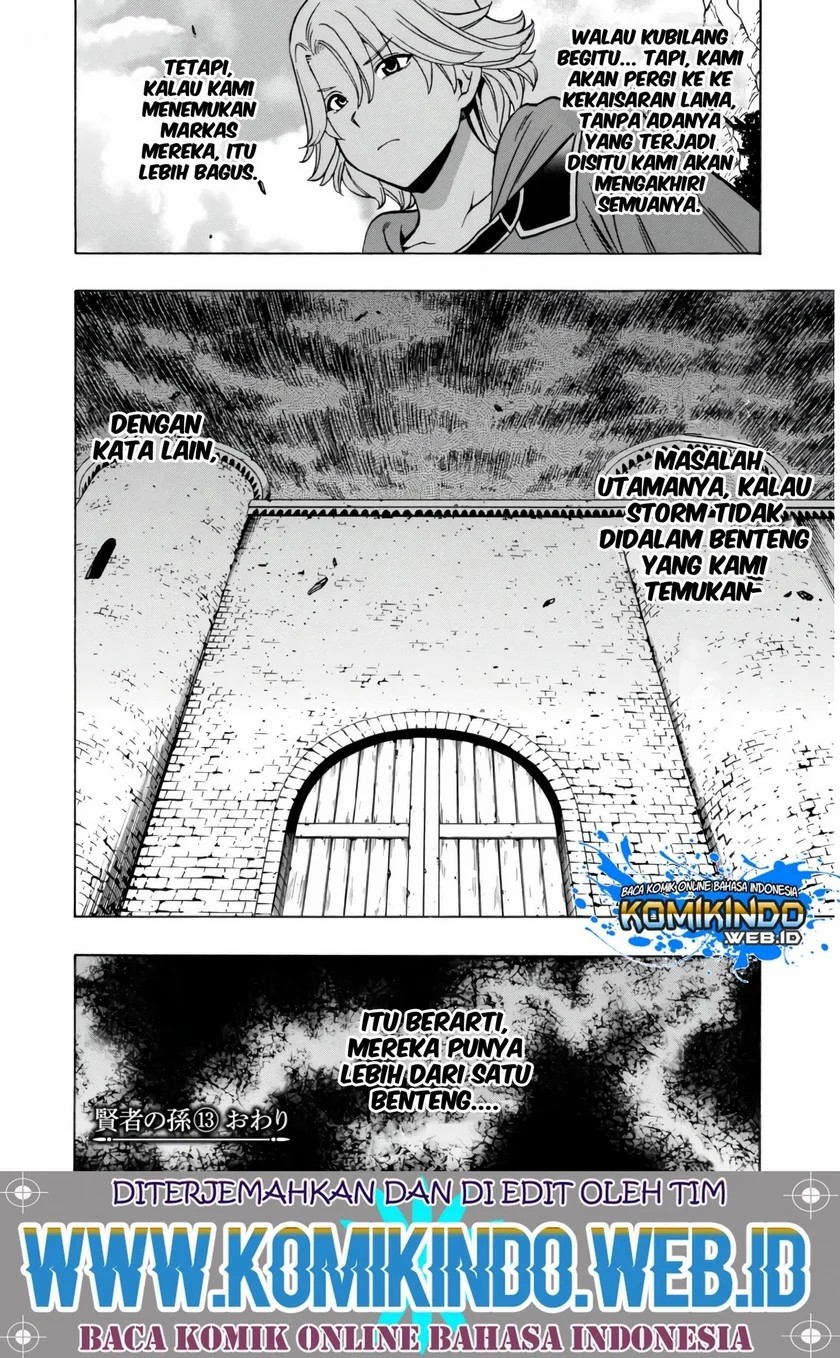 WALAU KUBILANG
BEGITU... TAPI, KAMI
AKAN PERGI KE KE
KEKAISARAN LAMA,
TANPA ADANYA
YANG TERJADI
DISITU KAMI AKAN
MENGAKHIRI
SEMUANYA.
TETAPI,
KALAU KAMI
MENEMUKAN
MARKAS
MEREKA, ITU
LEBIH BAGUS.
MASALAH
UTAMANYA, KALAU
STORM TIDAK
DIDALAM BENTENG
YANG KAMI
TEMUKAN-
DENGAN
KATA LAIN,
BACA KOMIK ONLINE BAHASA INDONESIA
KOMIKINDO
.WEB.ID
ITU BERARTI,
MEREKA PUNYA
LEBIH DARI SATU
BENTENG....
賢者の孫⑬ おわり
DITERJEMAHKAN DAN DI EDIT OLEH TIM
WWW.KOMIKINDO.WEB.ID
BACA KOMIK ONLINE BAHASA INDONESIA